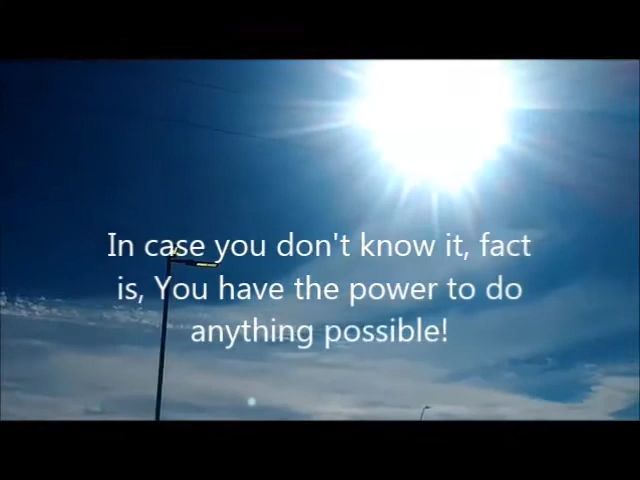 In case you don't know it, fact
is, You have the power to do
anything possible!